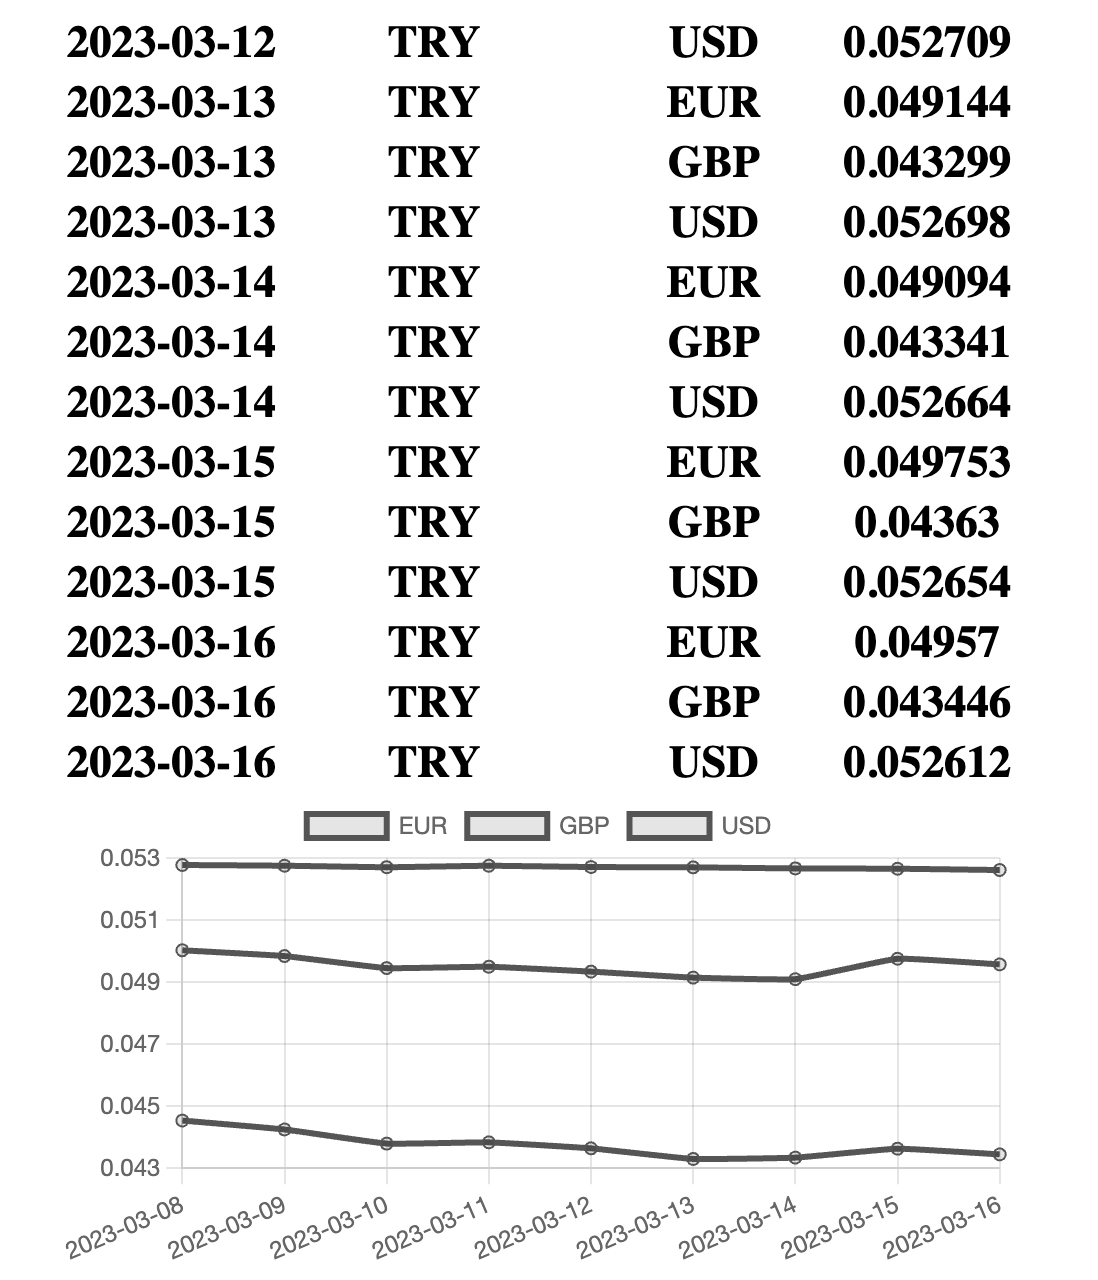 2023-03-12 TRY USD 0.052709
2023-03-13 TRY EUR 0.049144
2023-03-13 TRY GBP 0.043299
2023-03-13 TRY USD 0.052698
2023-03-14 TRY EUR 0.049094
2023-03-14 TRY GBP 0.043341
2023-03-14 TRY USD 0.052664
2023-03-15 TRY EUR 0.049753
2023-03-15 TRY GBP 0.04363
2023-03-15 TRY USD 0.052654
2023-03-16 TRY EUR 0.04957
2023-03-16 TRY GBP 0.043446
2023-03-16 TRY USD 0.052612
EUR GBP USD
0.053
0.051
0.049
0.047
0.045
0.043
2023-03-08 2023-03-09 2023-03-10 2023-03-11 2023-03-12 2023-03-13 2023-03-14 2023-03-15 2023-03-16